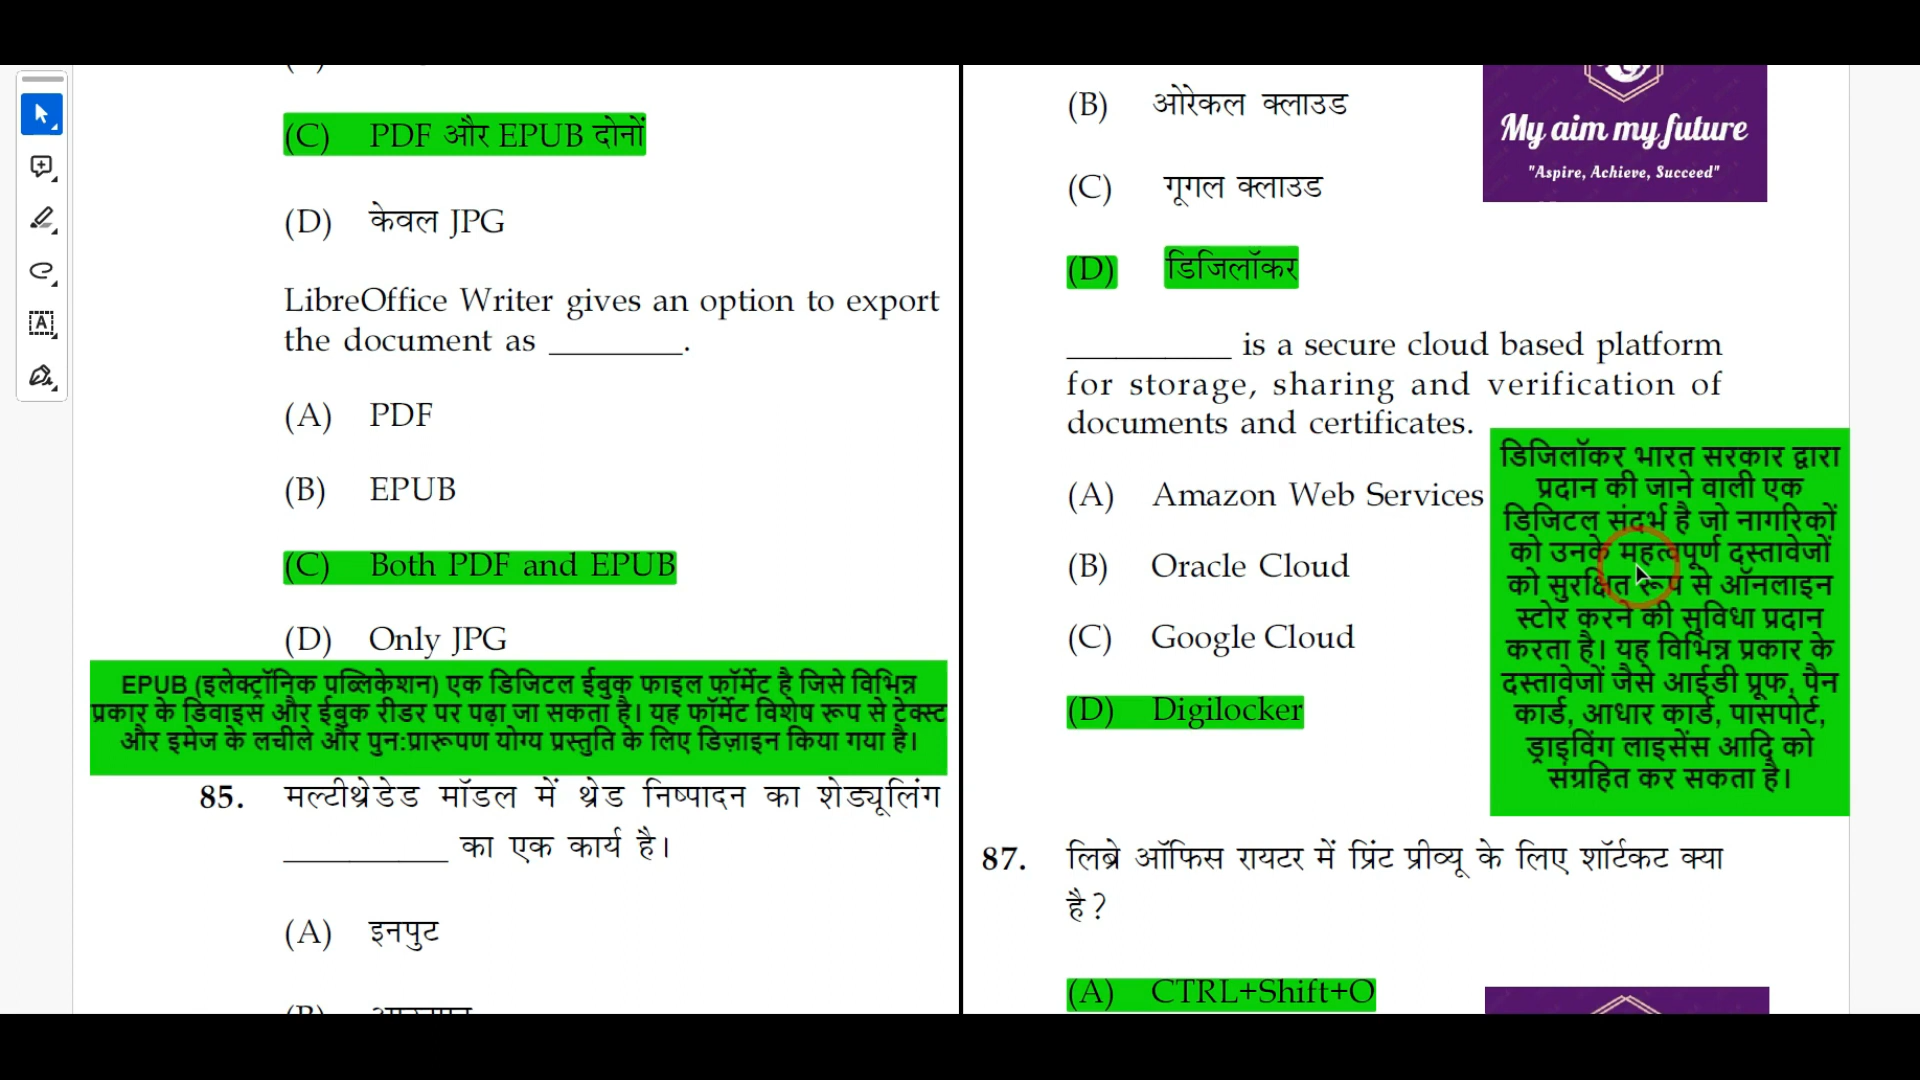 (C) PDF और EPUB दोनों
(D) केवल JPG
LibreOffice Writer gives an option to export
the document as ________.
(A) PDF
(B) EPUB
(C) Both PDF and EPUB
(D) Only JPG
EPUB (इलेक्ट्रॉनिक पब्लिकेशन) एक डिजिटल ईबुक फाइल फॉर्मेट है जिसे विभिन्न
प्रकार के डिवाइस और ईबुक रीडर पर पढ़ा जा सकता है। यह फॉर्मेट विशेष रूप से टेक्स्ट
और इमेज के लचीले और पुन:प्रारूपण योग्य प्रस्तुति के लिए डिज़ाइन किया गया है।
85. मल्टीथ्रेडेड मॉडल में थ्रेड निष्पादन का शेड्यूलिंग
__________ का एक कार्य है।
(A) इनपुट
(B) ओरेकल क्लाउड
(C) गूगल क्लाउड
(D) डिजिलॉकर
__________ is a secure cloud based platform
for storage, sharing and verification of
documents and certificates.
(A) Amazon Web Services
(B) Oracle Cloud
(C) Google Cloud
(D) Digilocker
My aim my future
"Aspire, Achieve, Succeed"
डिजिलॉकर भारत सरकार द्वारा
प्रदान की जाने वाली एक
डिजिटल संदर्भ है जो नागरिकों
को उनके महत्वपूर्ण दस्तावेजों
को सुरक्षित रूप से ऑनलाइन
स्टोर करने की सुविधा प्रदान
करता है। यह विभिन्न प्रकार के
दस्तावेजों जैसे आईडी प्रूफ, पैन
कार्ड, आधार कार्ड, पासपोर्ट,
ड्राइविंग लाइसेंस आदि को
संग्रहित कर सकता है।
87. लिब्रे ऑफिस रायटर में प्रिंट प्रीव्यू के लिए शॉर्टकट क्या
है ?
(A) CTRL+Shift+O